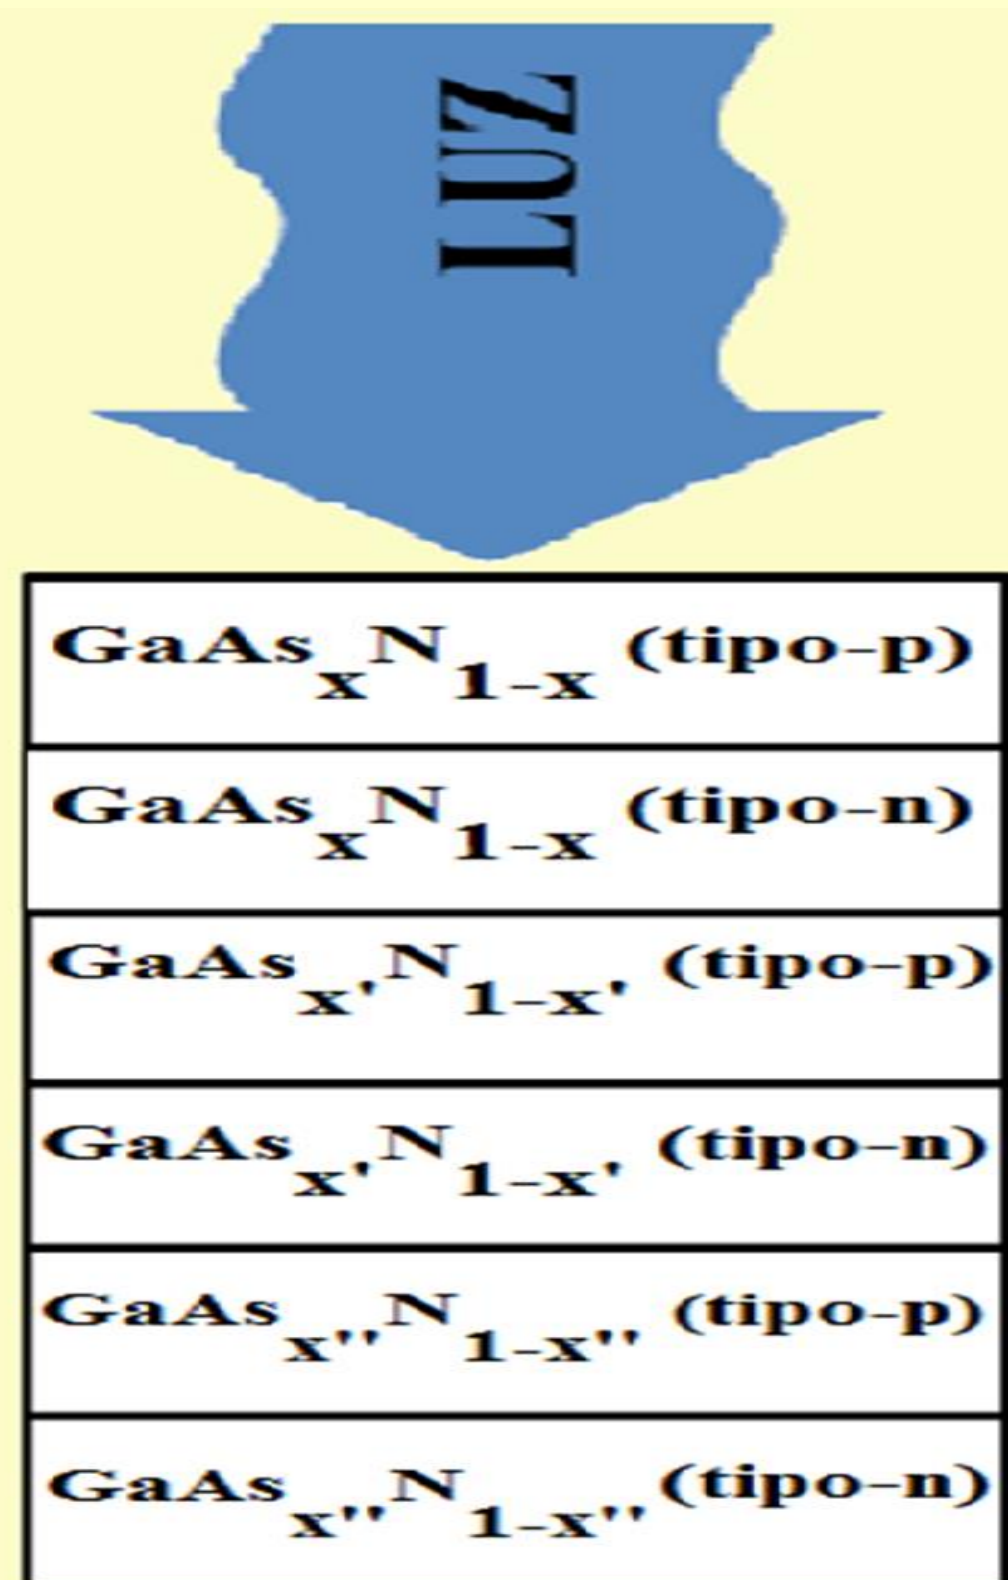 LUZ
GaAsxN1-x (tipo-p)
GaAsxN1-x (tipo-n)
GaAsx'N1-x' (tipo-p)
GaAsx'N1-x' (tipo-n)
GaAsx''N1-x'' (tipo-p)
GaAsx''N1-x'' (tipo-n)